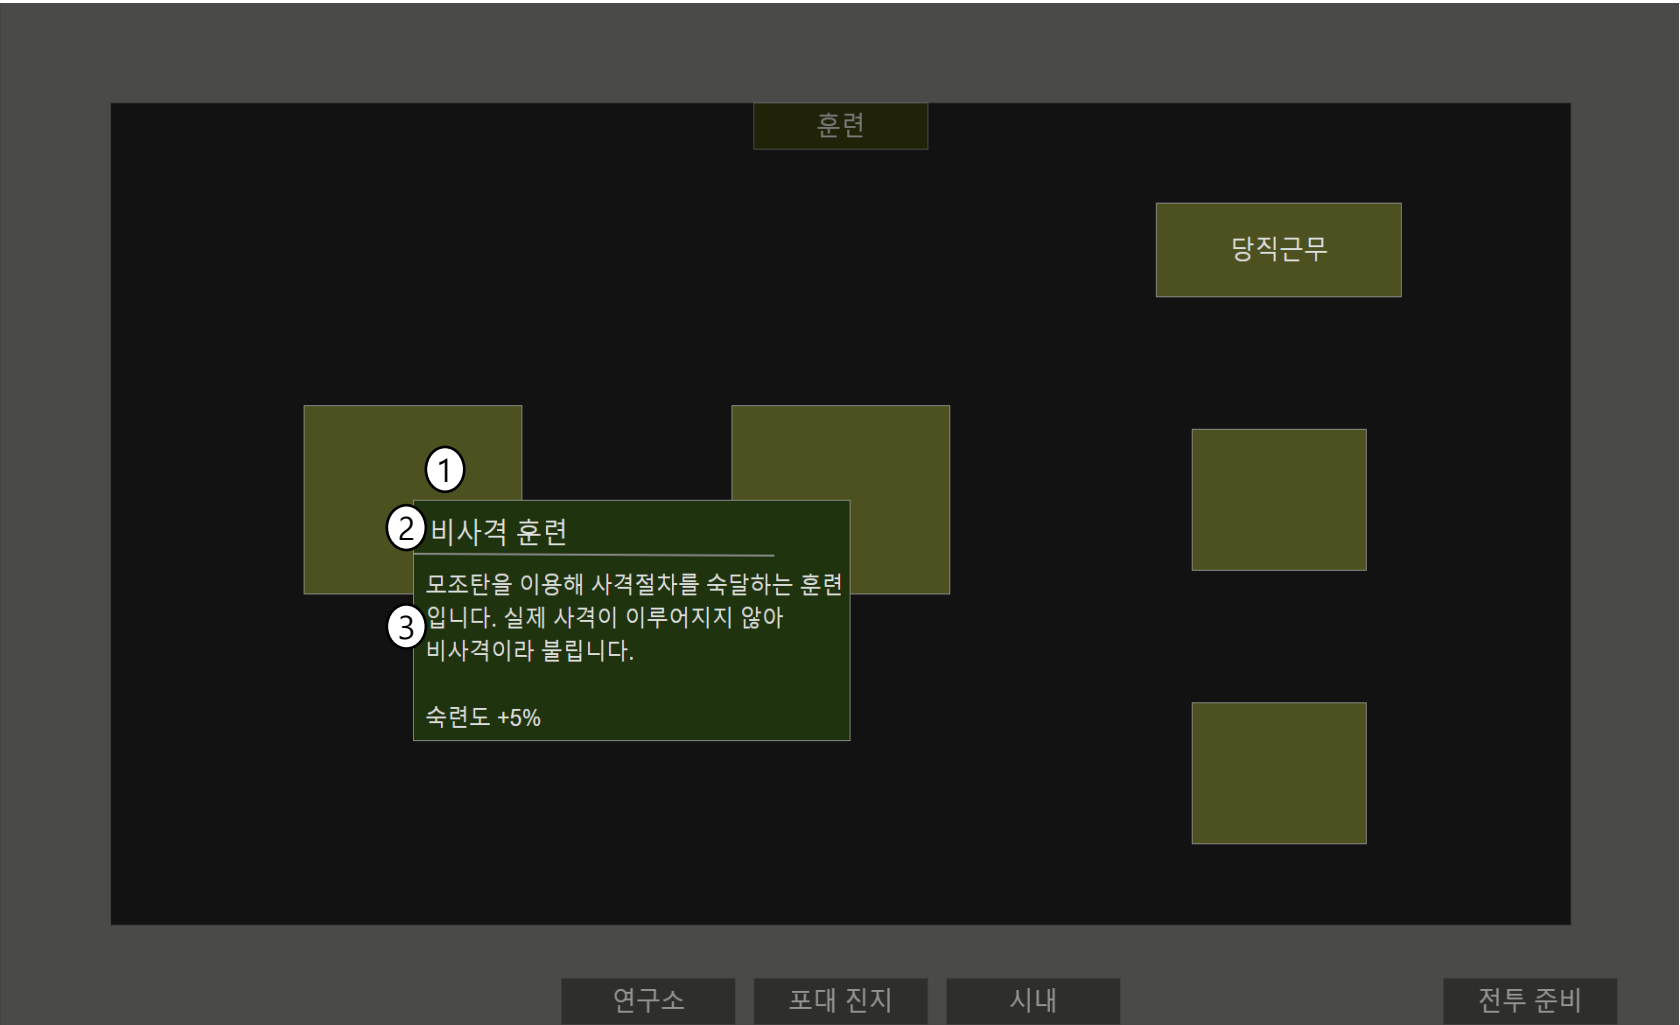 훈련
당직근무
1
2 비사격 훈련
모조탄을 이용해 사격절차를 숙달하는 훈련
3 입니다. 실제 사격이 이루어지지 않아
비사격이라 불립니다.
숙련도 +5%
연구소 포대 진지 시내 전투 준비